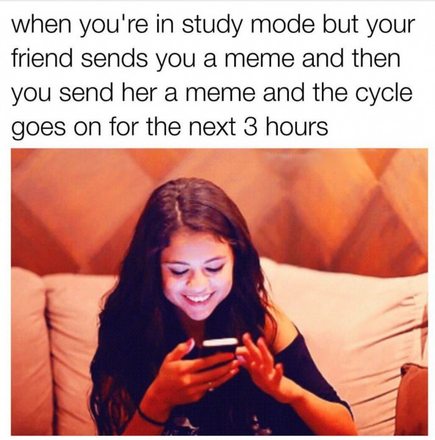 when you're in study mode but your
friend sends you a meme and then
you send her a meme and the cycle
goes on for the next 3 hours